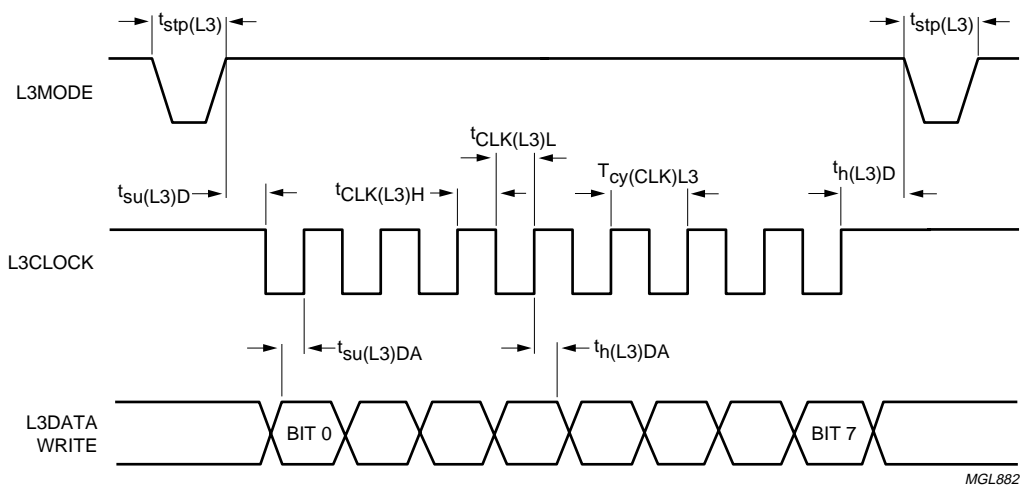 tstp(L3) tstp(L3)
L3MODE
tCLK(L3)L
tsu(L3)D tCLK(L3)H Tcy(CLK)L3 th(L3)D
L3CLOCK
tsu(L3)DA th(L3)DA
L3DATA
WRITE
BIT 0 BIT 7
MGL882